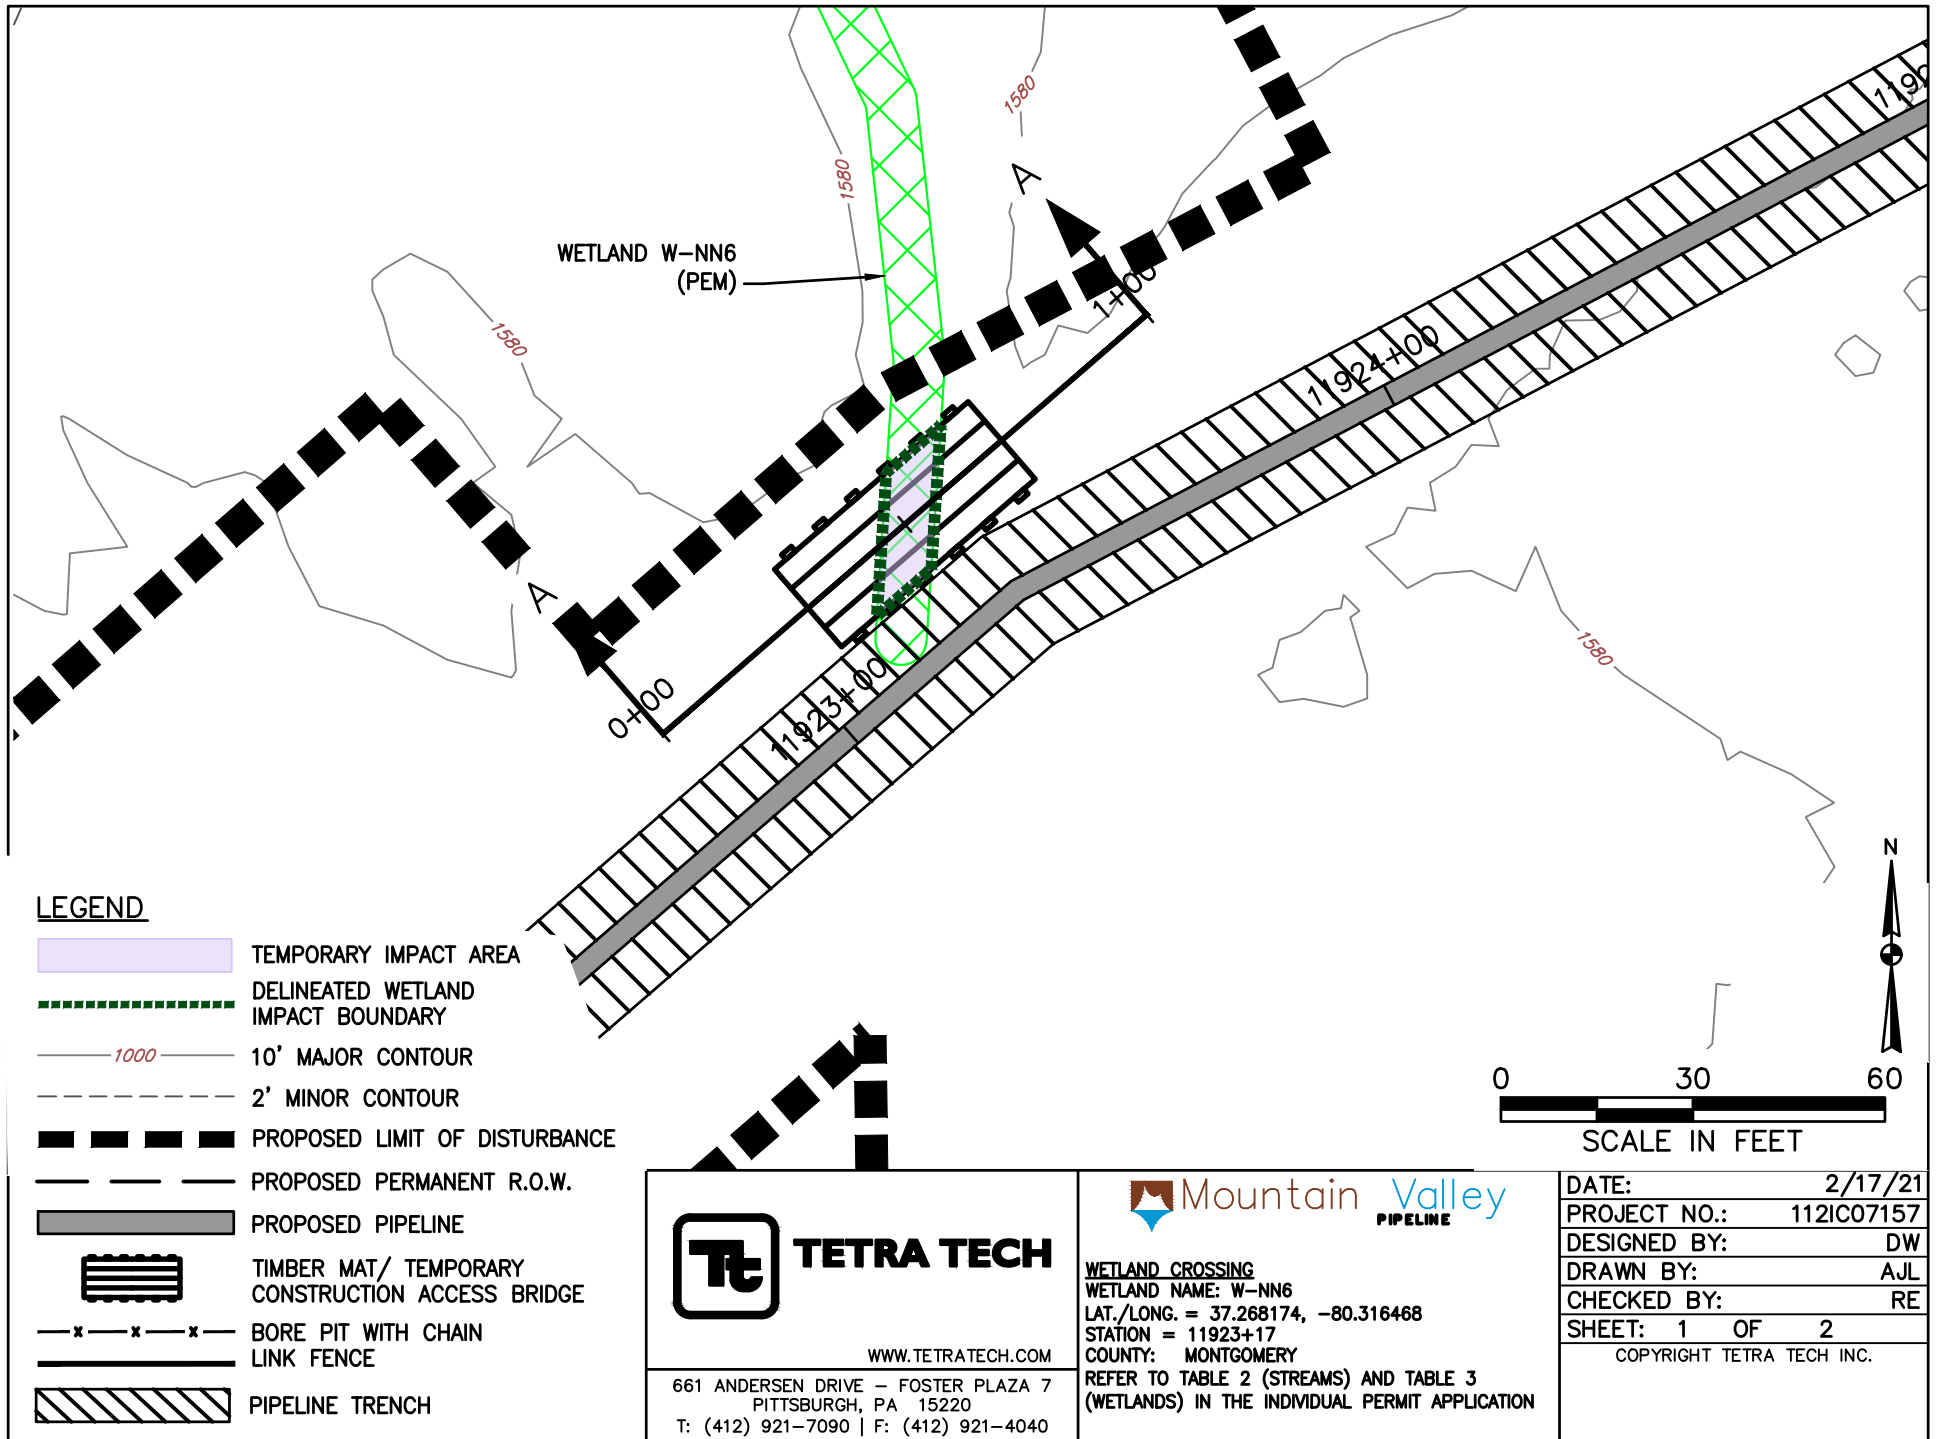 1192
1580
A
1580
WETLAND W-NN6
(PEM)
1+00
1580
11924+00
A
1580
0+00
11923+00
N
LEGEND
TEMPORARY IMPACT AREA
DELINEATED WETLAND
IMPACT BOUNDARY
1000
10' MAJOR CONTOUR
2' MINOR CONTOUR
PROPOSED LIMIT OF DISTURBANCE
PROPOSED PERMANENT R.O.W.
PROPOSED PIPELINE
TIMBER MAT/ TEMPORARY
CONSTRUCTION ACCESS BRIDGE
BORE PIT WITH CHAIN
LINK FENCE
PIPELINE TRENCH
0 30 60
SCALE IN FEET
Tt TETRA TECH
WWW.TETRATECH.COM
661 ANDERSEN DRIVE – FOSTER PLAZA 7
PITTSBURGH, PA 15220
T: (412) 921-7090 | F: (412) 921-4040
Mountain Valley
PIPELINE
WETLAND CROSSING
WETLAND NAME: W-NN6
LAT./LONG. = 37.268174, -80.316468
STATION = 11923+17
COUNTY: MONTGOMERY
REFER TO TABLE 2 (STREAMS) AND TABLE 3
(WETLANDS) IN THE INDIVIDUAL PERMIT APPLICATION
DATE: 2/17/21
PROJECT NO.: 112IC07157
DESIGNED BY: DW
DRAWN BY: AJL
CHECKED BY: RE
SHEET: 1 OF 2
COPYRIGHT TETRA TECH INC.